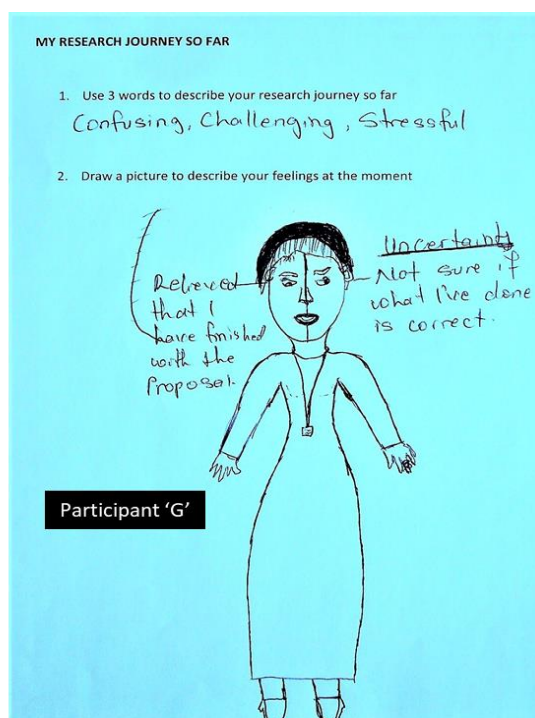 MY RESEARCH JOURNEY SO FAR
1. Use 3 words to describe your research journey so far
Confusing, Challenging, Stressful
2. Draw a picture to describe your feelings at the moment
Relieved
that I
have finished
with the
Proposal.
Uncertainty
Not sure if
what I've done
is correct.
Participant 'G'